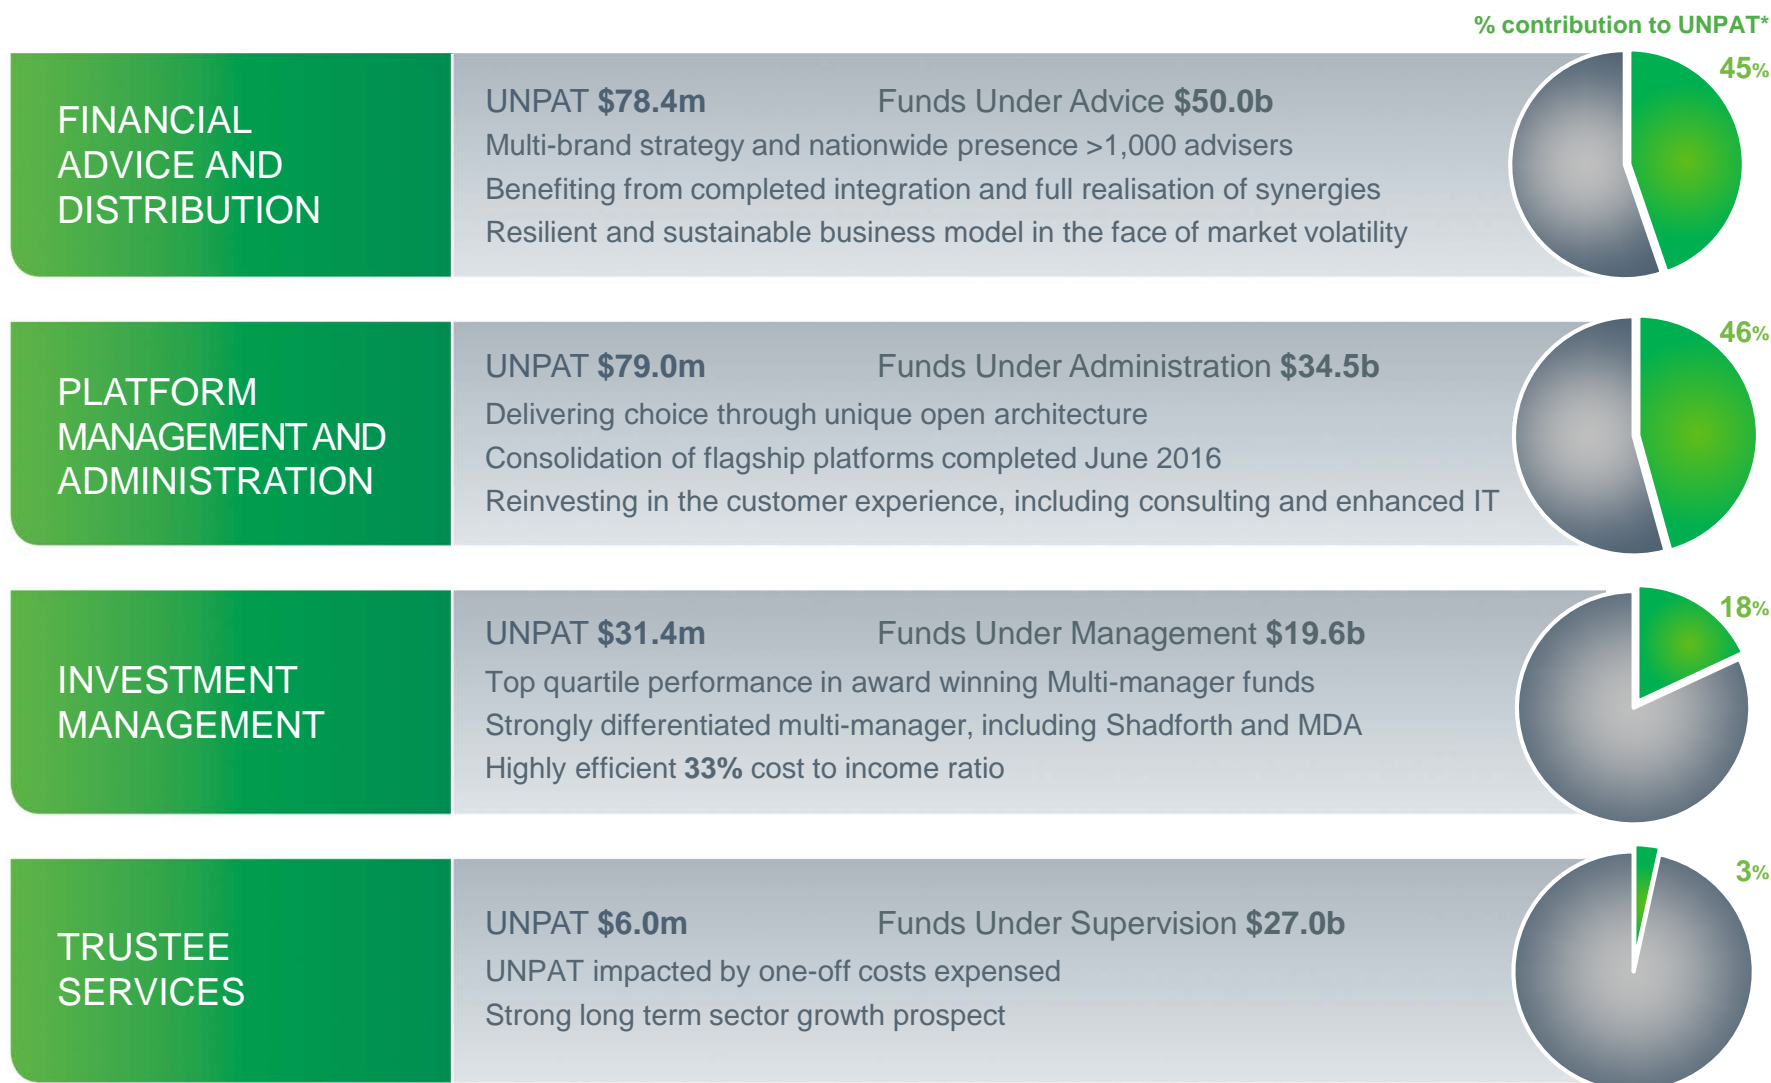 % contribution to UNPAT*
FINANCIAL
ADVICE AND
DISTRIBUTION
UNPAT $78.4m Funds Under Advice $50.0b
Multi-brand strategy and nationwide presence >1,000 advisers
Benefiting from completed integration and full realisation of synergies
Resilient and sustainable business model in the face of market volatility
45%
PLATFORM
MANAGEMENT AND
ADMINISTRATION
UNPAT $79.0m Funds Under Administration $34.5b
Delivering choice through unique open architecture
Consolidation of flagship platforms completed June 2016
Reinvesting in the customer experience, including consulting and enhanced IT
46%
INVESTMENT
MANAGEMENT
UNPAT $31.4m Funds Under Management $19.6b
Top quartile performance in award winning Multi-manager funds
Strongly differentiated multi-manager, including Shadforth and MDA
Highly efficient 33% cost to income ratio
18%
TRUSTEE
SERVICES
UNPAT $6.0m Funds Under Supervision $27.0b
UNPAT impacted by one-off costs expensed
Strong long term sector growth prospect
3%